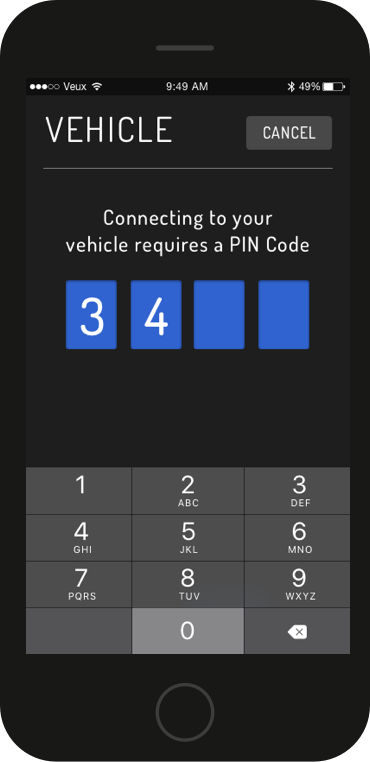 Veux 9:49 AM 49%
VEHICLE CANCEL
Connecting to your
vehicle requires a PIN Code
3 4
1 2 3
ABC DEF
4 5 6
GHI JKL MNO
7 8 9
PQRS TUV WXYZ
0